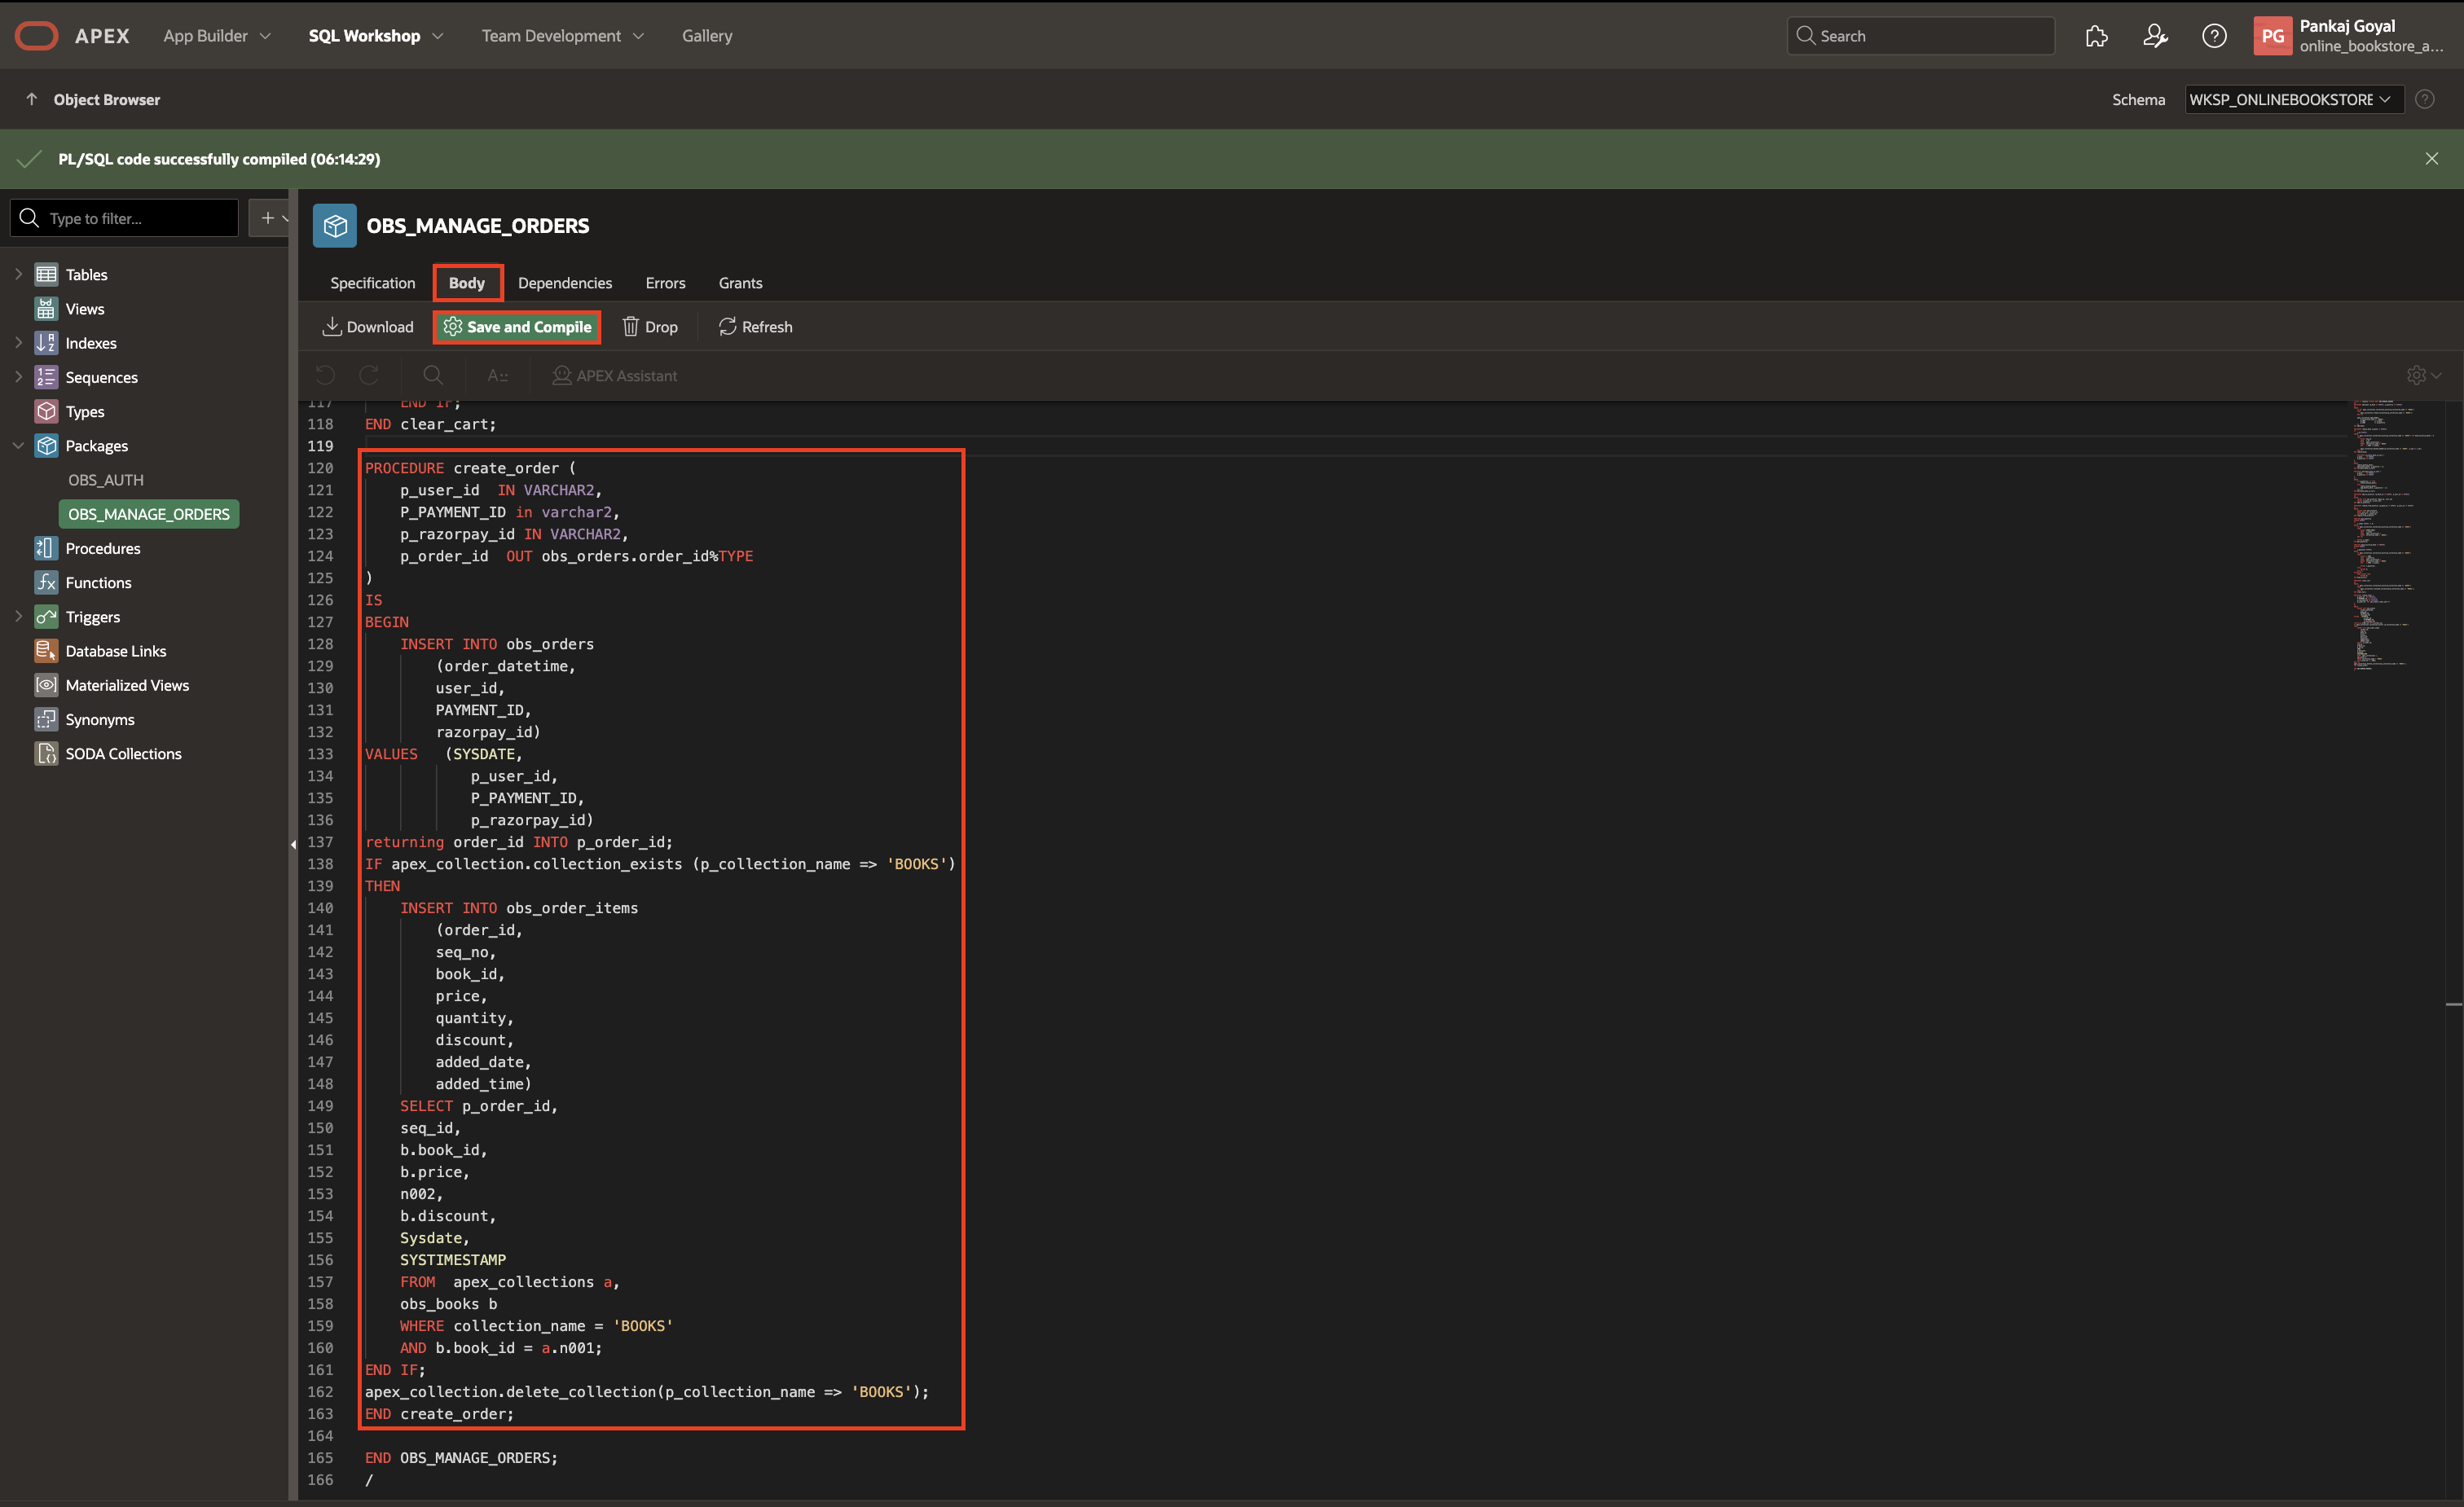 APEX App Builder SQL Workshop Team Development Gallery Search PG Pankaj Goyal
online_bookstore_a...
Object Browser Schema WKSP_ONLINEBOOKSTORE
PL/SQL code successfully compiled (06:14:29)
Type to filter...
Tables
Views
Indexes
Sequences
Types
Packages
OBS_AUTH
OBS_MANAGE_ORDERS
Procedures
Functions
Triggers
Database Links
Materialized Views
Synonyms
SODA Collections
OBS_MANAGE_ORDERS
Specification Body Dependencies Errors Grants
Download Save and Compile Drop Refresh
APEX Assistant
117 END IF;
118 END clear_cart;
119
120 PROCEDURE create_order (
121 p_user_id IN VARCHAR2,
122 P_PAYMENT_ID in varchar2,
123 p_razorpay_id IN VARCHAR2,
124 p_order_id OUT obs_orders.order_id%TYPE
125 )
126 IS
127 BEGIN
128 INSERT INTO obs_orders
129 (order_datetime,
130 user_id,
131 PAYMENT_ID,
132 razorpay_id)
133 VALUES (SYSDATE,
134 p_user_id,
135 P_PAYMENT_ID,
136 p_razorpay_id)
137 returning order_id INTO p_order_id;
138 IF apex_collection.collection_exists (p_collection_name => 'BOOKS')
139 THEN
140 INSERT INTO obs_order_items
141 (order_id,
142 seq_no,
143 book_id,
144 price,
145 quantity,
146 discount,
147 added_date,
148 added_time)
149 SELECT p_order_id,
150 seq_id,
151 b.book_id,
152 b.price,
153 n002,
154 b.discount,
155 Sysdate,
156 SYSTIMESTAMP
157 FROM apex_collections a,
158 obs_books b
159 WHERE collection_name = 'BOOKS'
160 AND b.book_id = a.n001;
161 END IF;
162 apex_collection.delete_collection(p_collection_name => 'BOOKS');
163 END create_order;
164
165 END OBS_MANAGE_ORDERS;
166 /